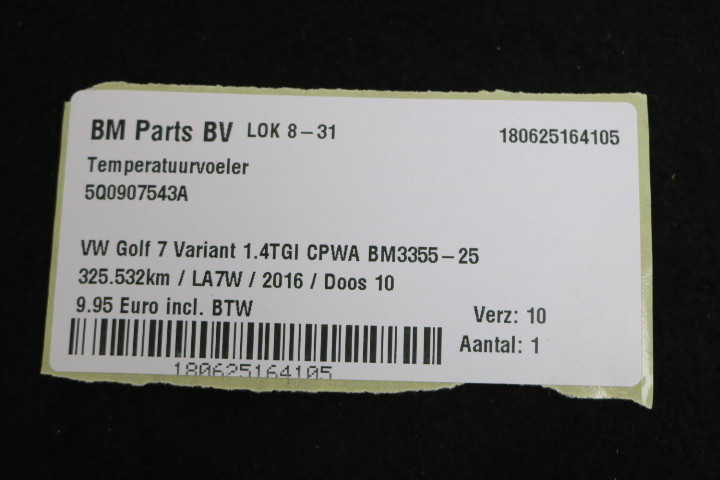 BM Parts BV LOK 8-31 180625164105
Temperatuurvoeler
5Q0907543A
VW Golf 7 Variant 1.4TGI CPWA BM3355-25
325.532km / LA7W / 2016 / Doos 10
9.95 Euro incl. BTW Verz: 10
Aantal: 1
180625164105